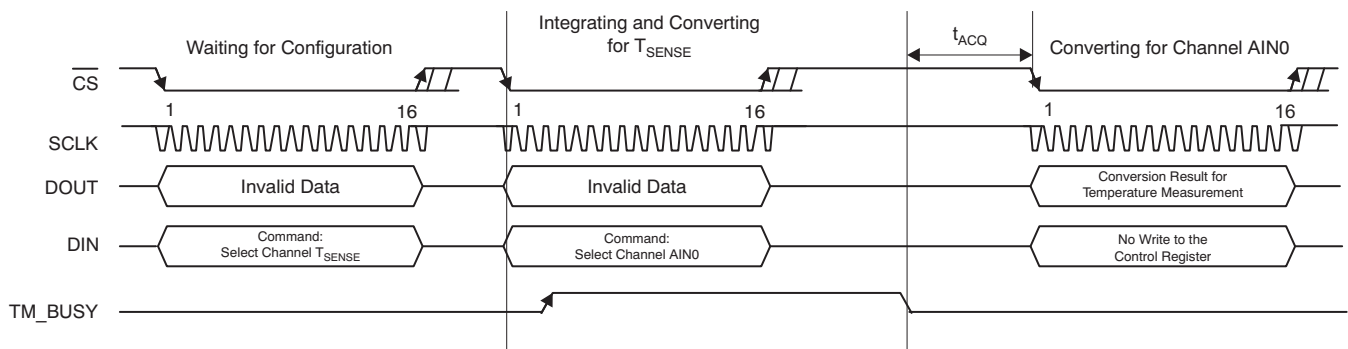 Waiting for Configuration
Integrating and Converting
for TSENSE
tACQ
Converting for Channel AIN0
CS
1
16
1
16
1
16
SCLK
DOUT
Invalid Data
Invalid Data
Conversion Result for
Temperature Measurement
DIN
Command:
Select Channel TSENSE
Command:
Select Channel AIN0
No Write to the
Control Register
TM_BUSY